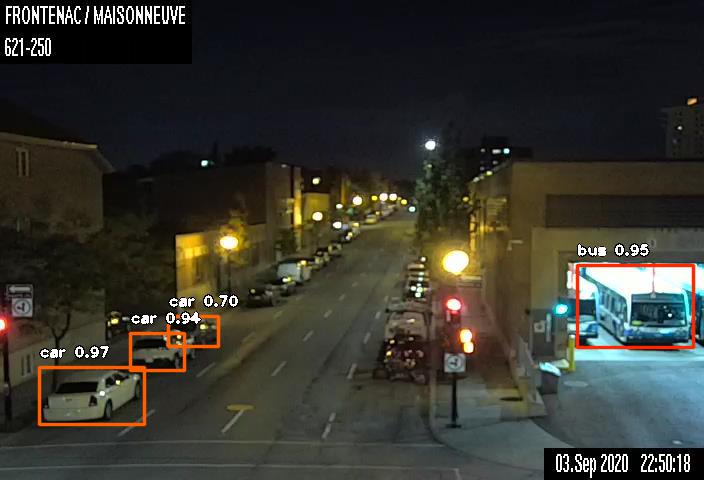 FRONTENAC / MAISONNEUVE
621-250
bus 0.95
car 0.70
car 0.94
car 0.97
03.Sep 2020 22:50:18